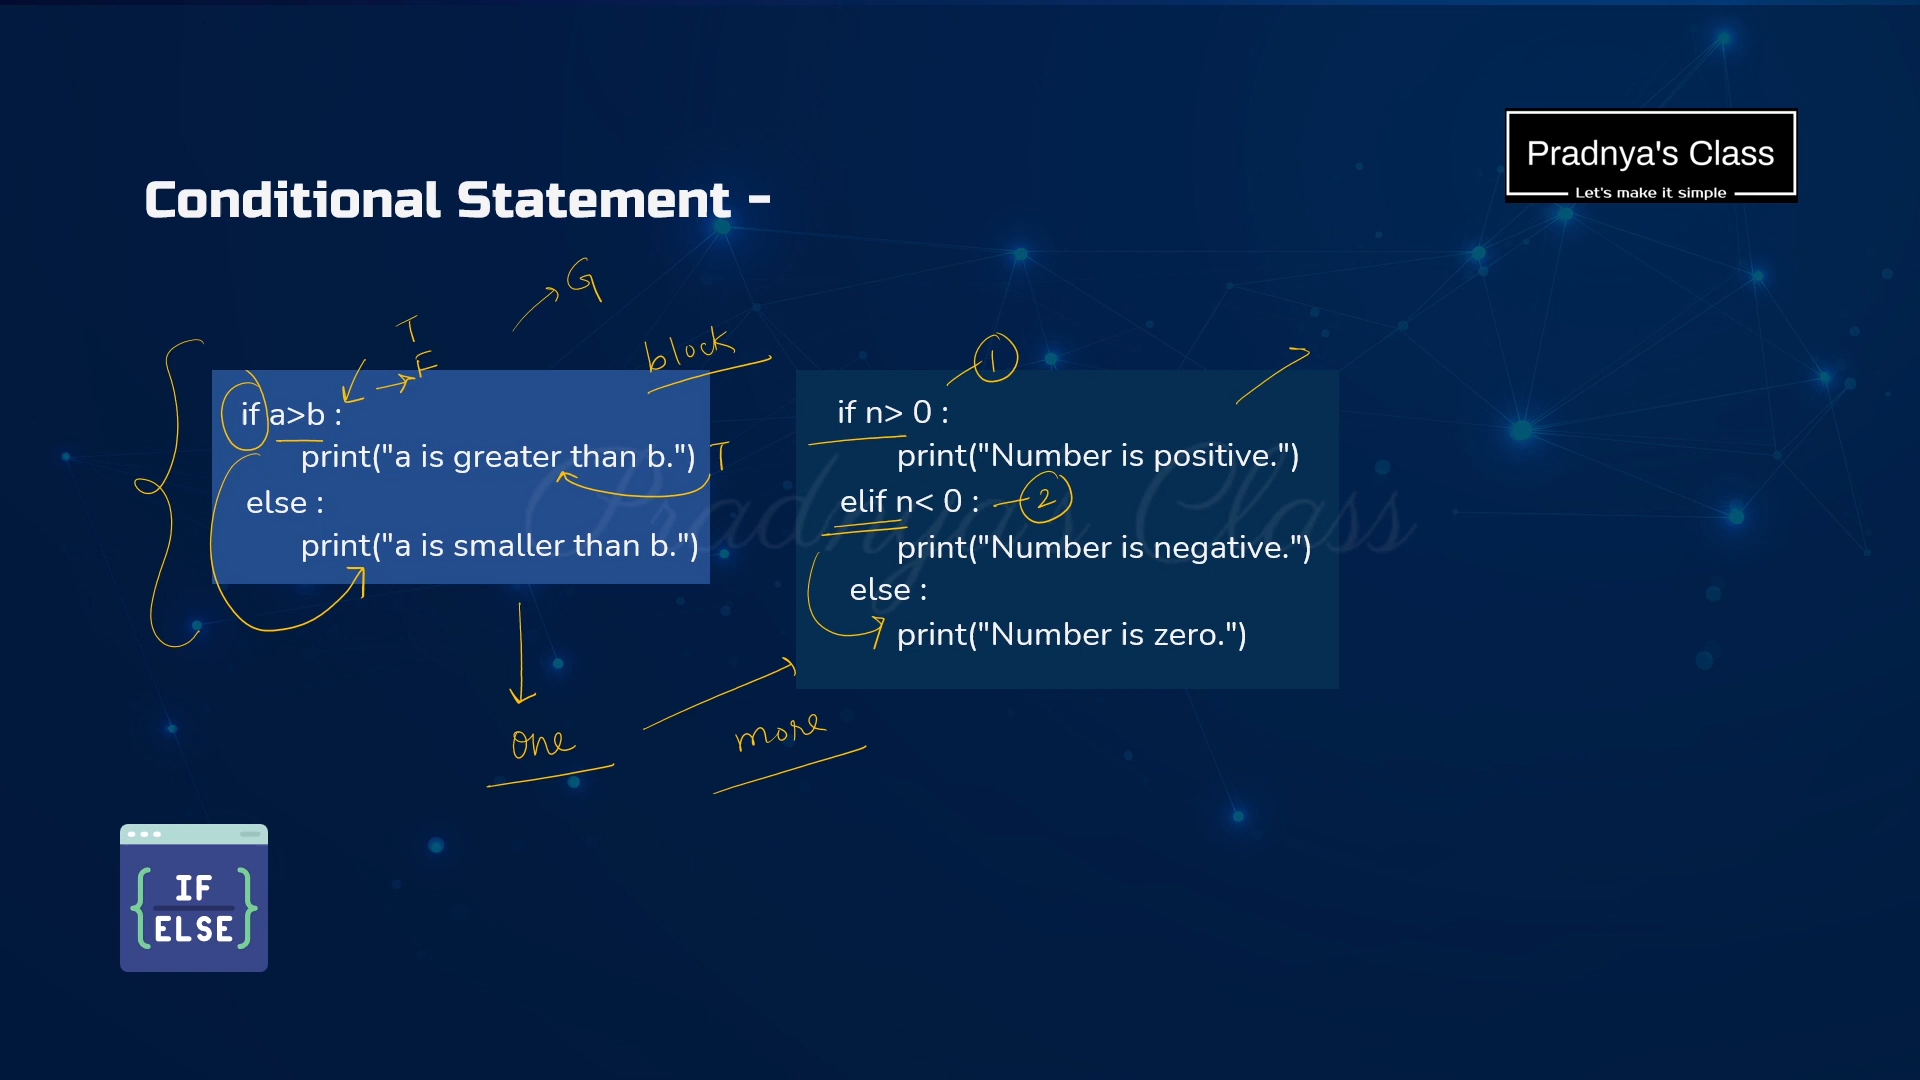 Pradnya's Class
Let's make it simple
Conditional Statement -
G
T
F
block
if a>b :
print("a is greater than b.")
T
else :
print("a is smaller than b.")
one
more
1
if n> 0 :
print("Number is positive.")
elif n< 0 :
2
print("Number is negative.")
else :
print("Number is zero.")
Pradnya's Class
IF
ELSE